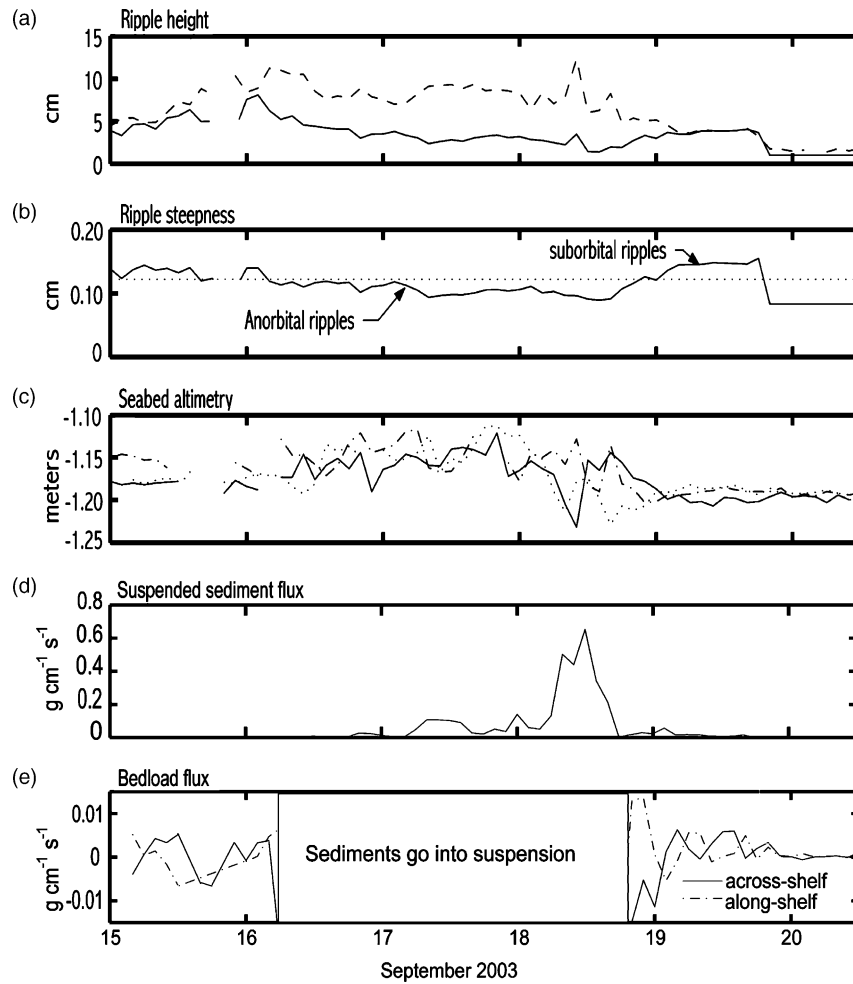 (a) Ripple height
15
10
5
0
cm
(b) Ripple steepness
0.20
0.10
0
cm
suborbital ripples
Anorbital ripples
(c) Seabed altimetry
-1.10
-1.15
-1.20
-1.25
meters
(d) Suspended sediment flux
0.8
0.6
0.4
0.2
0
g cm⁻¹ s⁻¹
(e) Bedload flux
0.01
0
-0.01
g cm⁻¹ s⁻¹
Sediments go into suspension
across-shelf
along-shelf
15 16 17 18 19 20
September 2003